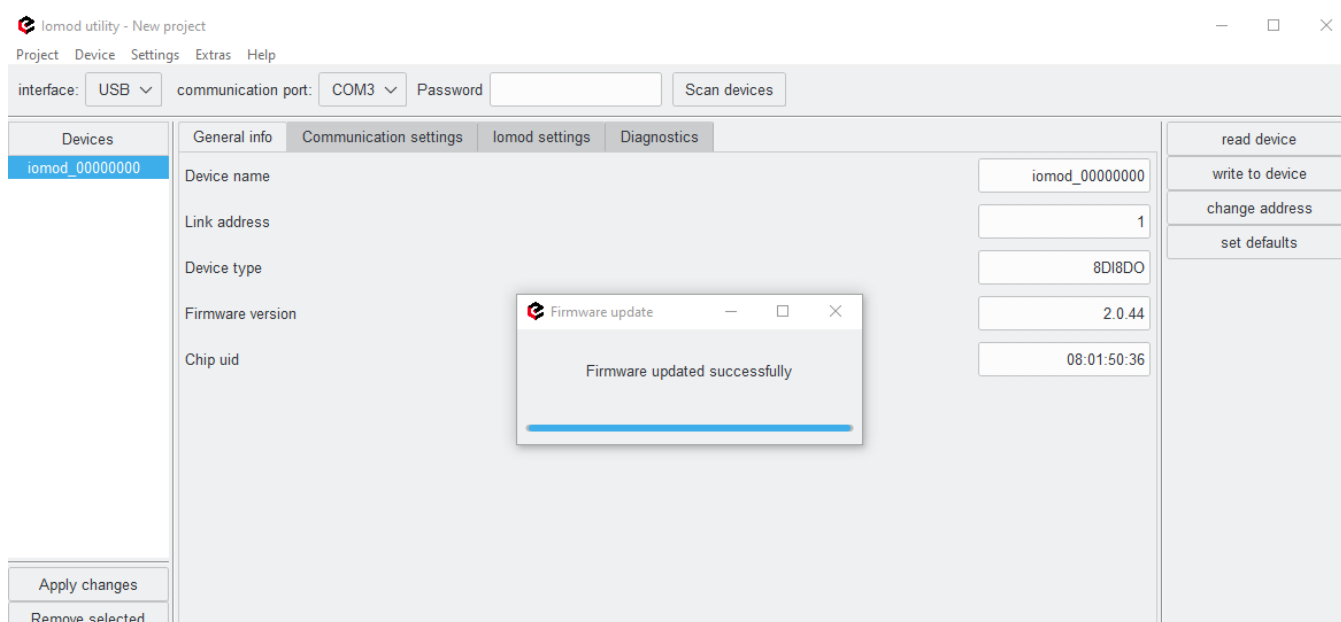 Iomod utility - New project
Project Device Settings Extras Help
interface: USB communication port: COM3 Password Scan devices
Devices
iomod_00000000
General info Communication settings Iomod settings Diagnostics
Device name iomod_00000000
Link address 1
Device type 8DI8DO
Firmware version 2.0.44
Chip uid 08:01:50:36
Firmware update
Firmware updated successfully
read device
write to device
change address
set defaults
Apply changes
Remove selected